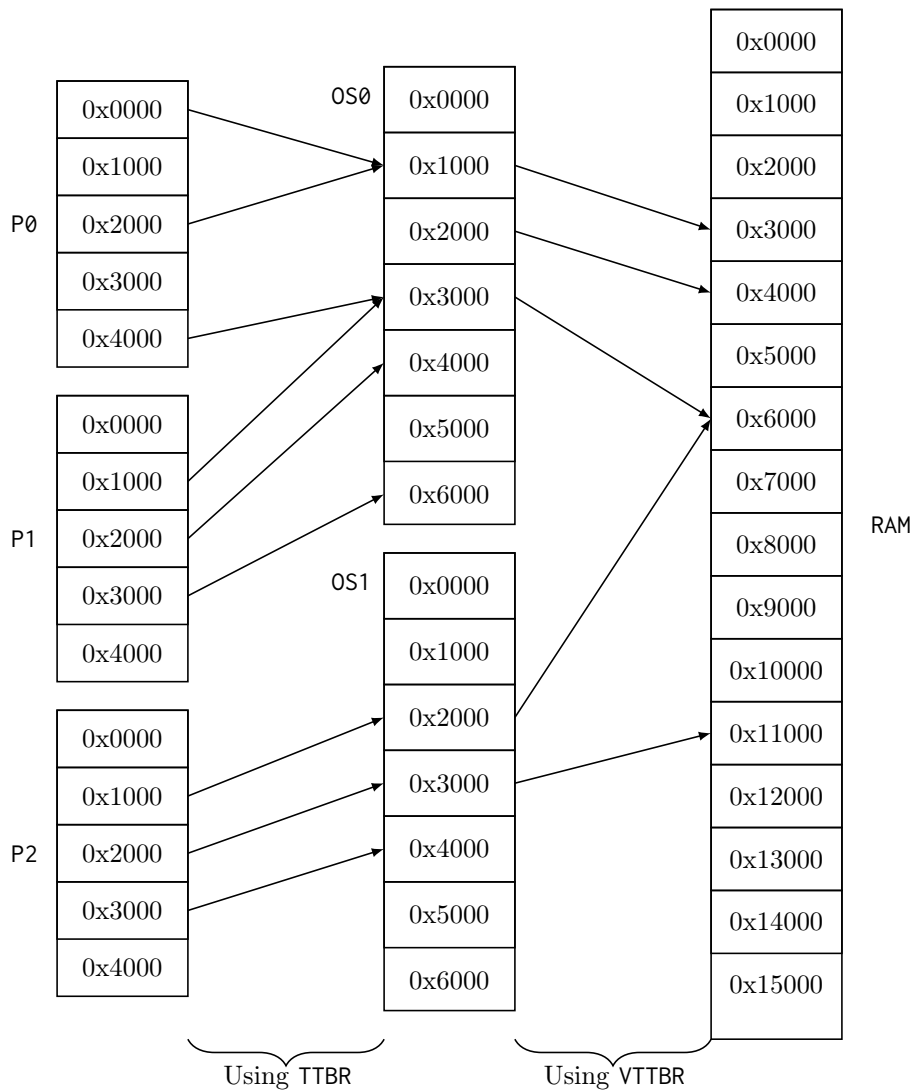 P0
0x0000
0x1000
0x2000
0x3000
0x4000
P1
0x0000
0x1000
0x2000
0x3000
0x4000
P2
0x0000
0x1000
0x2000
0x3000
0x4000
OS0
0x0000
0x1000
0x2000
0x3000
0x4000
0x5000
0x6000
OS1
0x0000
0x1000
0x2000
0x3000
0x4000
0x5000
0x6000
0x0000
0x1000
0x2000
0x3000
0x4000
0x5000
0x6000
0x7000
0x8000
0x9000
0x10000
0x11000
0x12000
0x13000
0x14000
0x15000
RAM
Using TTBR
Using VTTBR